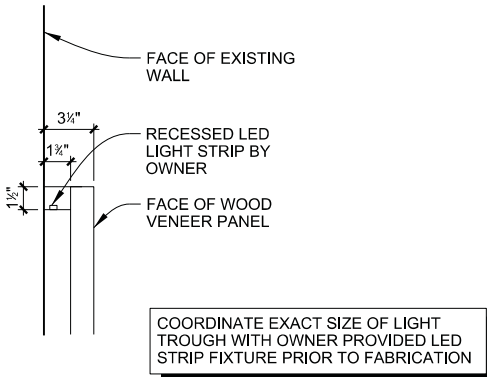 FACE OF EXISTING
WALL
3¼"
RECESSED LED
LIGHT STRIP BY
OWNER
1¾"
1½"
FACE OF WOOD
VENEER PANEL
COORDINATE EXACT SIZE OF LIGHT
TROUGH WITH OWNER PROVIDED LED
STRIP FIXTURE PRIOR TO FABRICATION